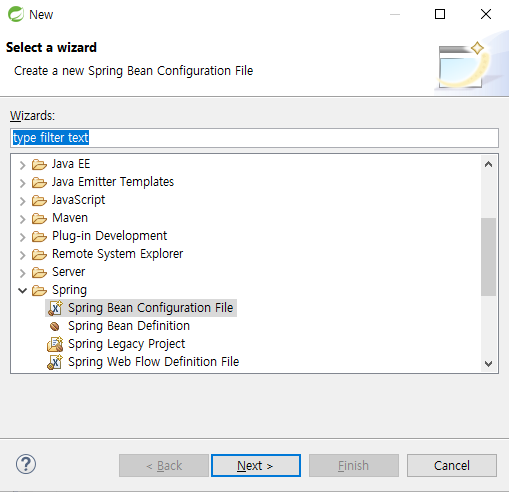 New
Select a wizard
Create a new Spring Bean Configuration File
Wizards:
type filter text
Java EE
Java Emitter Templates
JavaScript
Maven
Plug-in Development
Remote System Explorer
Server
Spring
Spring Bean Configuration File
Spring Bean Definition
Spring Legacy Project
Spring Web Flow Definition File
? < Back Next > Finish Cancel